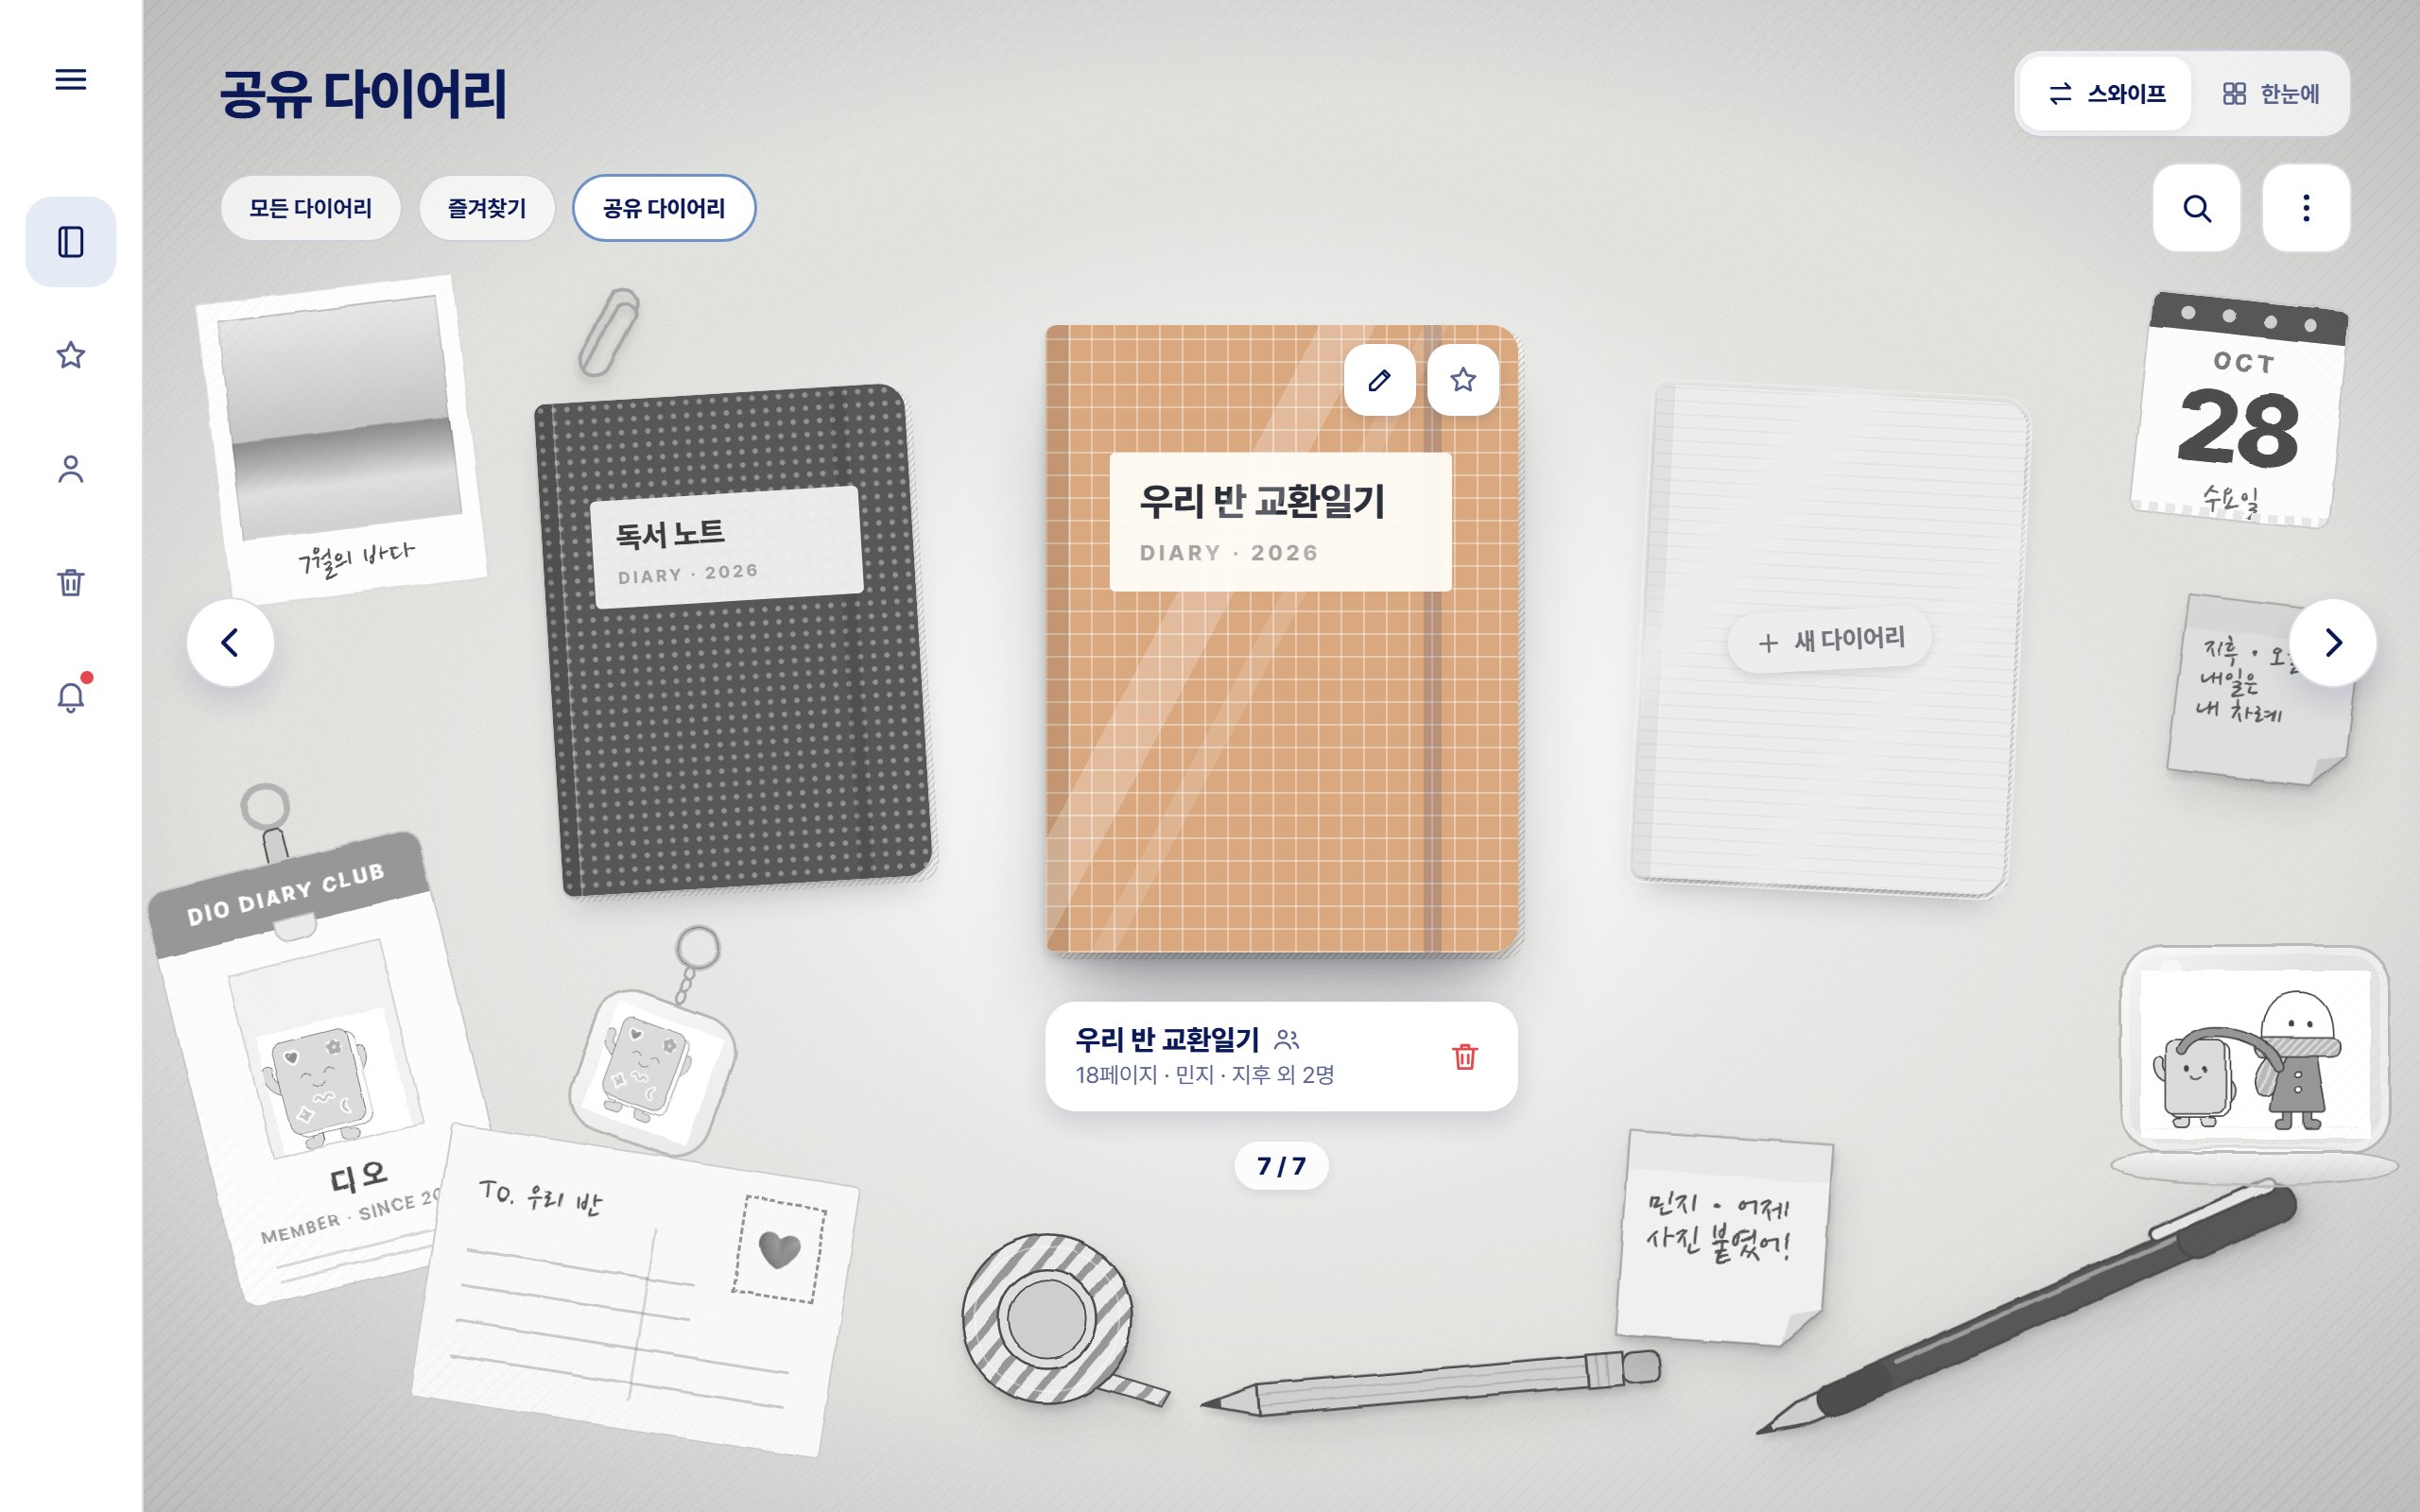 공유 다이어리
스와이프
한눈에
모든 다이어리
즐겨찾기
공유 다이어리
7월의 바다
독서 노트
DIARY · 2026
우리 반 교환일기
DIARY · 2026
새 다이어리
OCT
28
수요일
지후 · 오
내일은
내 차례
DIO DIARY CLUB
디오
MEMBER · SINCE 20
TO. 우리 반
우리 반 교환일기
18페이지 · 민지 · 지후 외 2명
7 / 7
민지 · 어제
사진 붙였어!